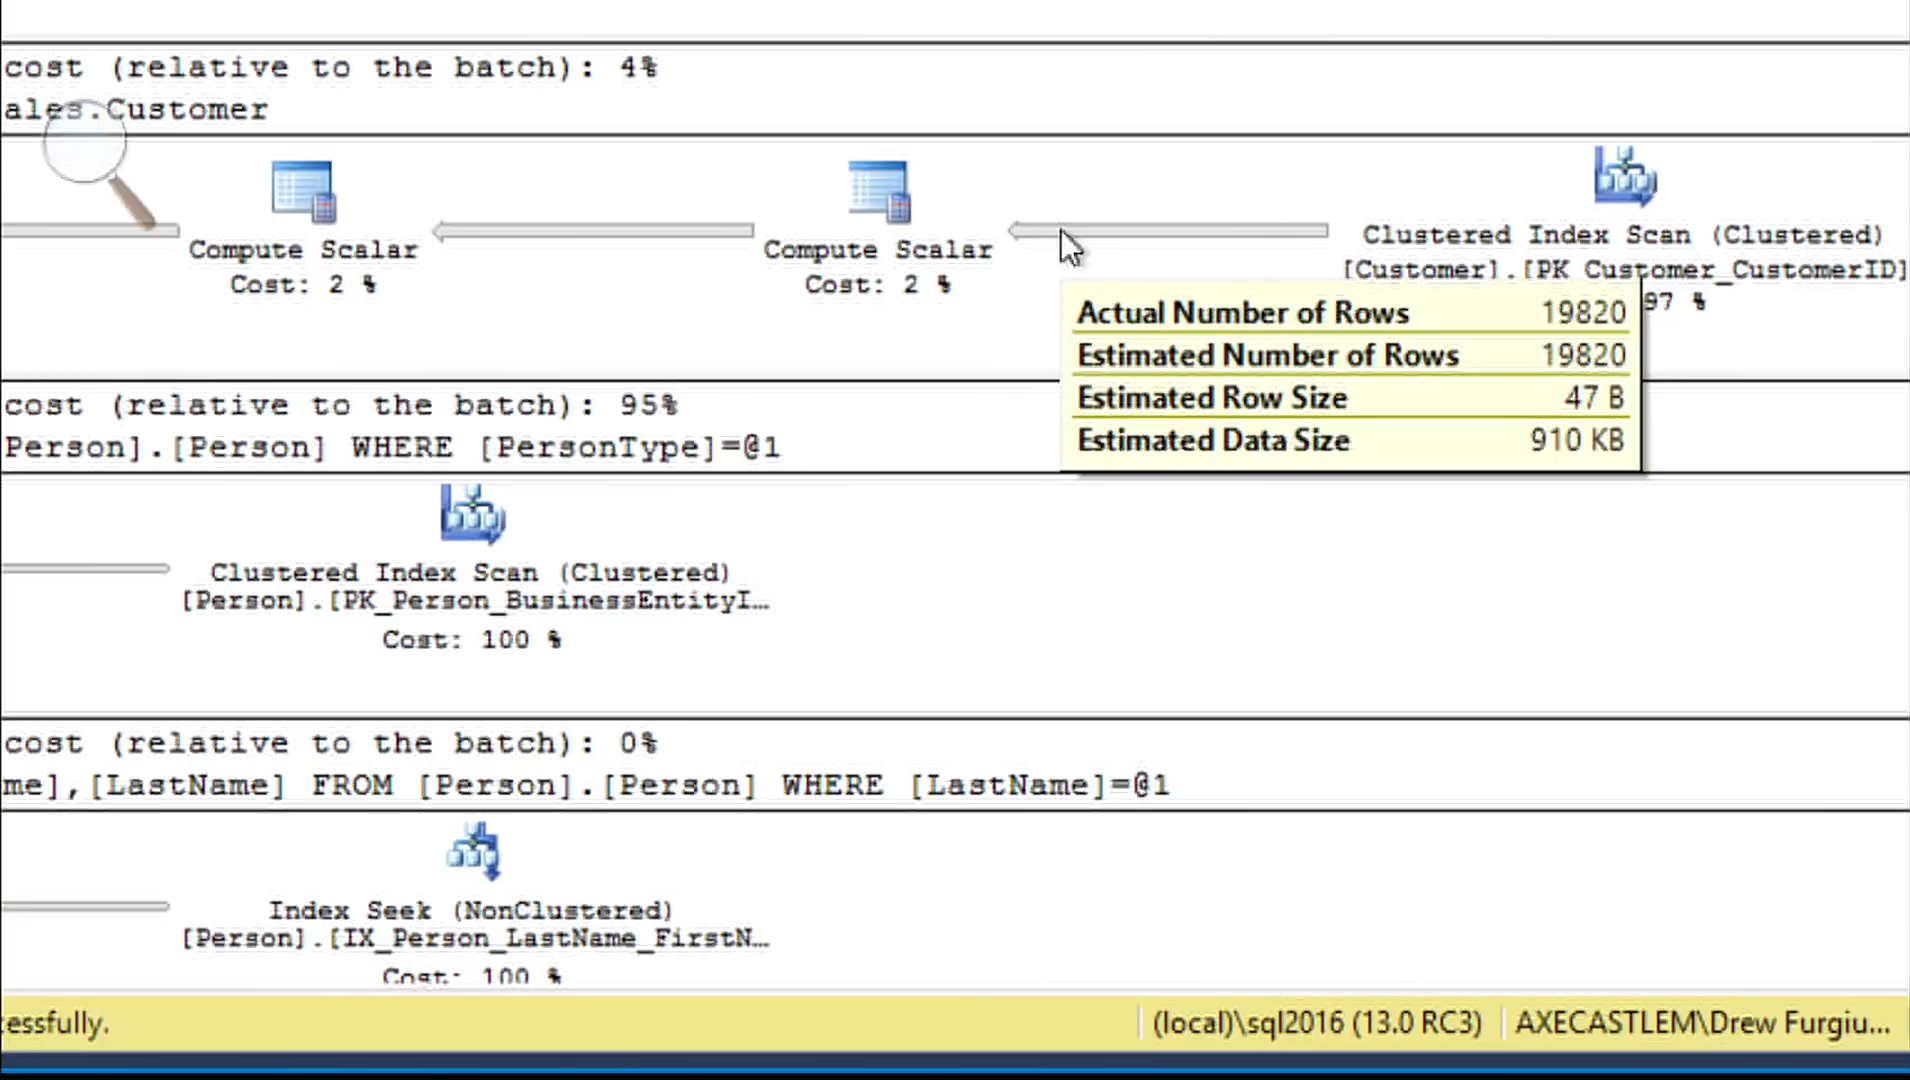 cost (relative to the batch): 4%
ales.Customer
Compute Scalar
Cost: 2 %
Compute Scalar
Cost: 2 %
Clustered Index Scan (Clustered)
[Customer].[PK_Customer_CustomerID]
97 %
Actual Number of Rows 19820
Estimated Number of Rows 19820
Estimated Row Size 47 B
Estimated Data Size 910 KB
cost (relative to the batch): 95%
Person].[Person] WHERE [PersonType]=@1
Clustered Index Scan (Clustered)
[Person].[PK_Person_BusinessEntityI...
Cost: 100 %
cost (relative to the batch): 0%
me],[LastName] FROM [Person].[Person] WHERE [LastName]=@1
Index Seek (NonClustered)
[Person].[IX_Person_LastName_FirstN...
Cost: 100 %
cessfully.
(local)\sql2016 (13.0 RC3)
AXECASTLEM\Drew Furgiu...